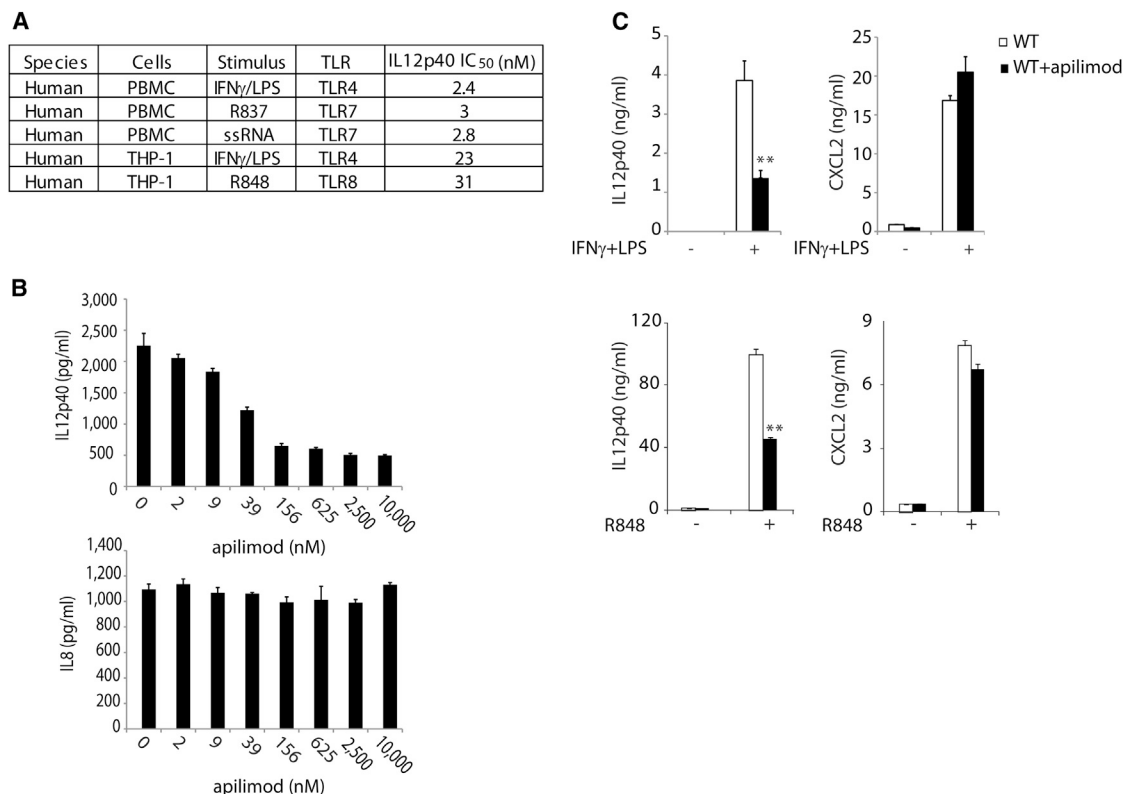 A
Species Cells Stimulus TLR IL12p40 IC50 (nM)
Human PBMC IFNγ/LPS TLR4 2.4
Human PBMC R837 TLR7 3
Human PBMC ssRNA TLR7 2.8
Human THP-1 IFNγ/LPS TLR4 23
Human THP-1 R848 TLR8 31
B
IL12p40 (pg/ml)
3,000
2,500
2,000
1,500
1,000
500
0
0 2 9 39 156 625 2,500 10,000
apilimod (nM)
IL8 (pg/ml)
1,400
1,200
1,000
800
600
400
200
0
0 2 9 39 156 625 2,500 10,000
apilimod (nM)
C
IL12p40 (ng/ml)
5
4
3
2
1
0
**
IFNγ+LPS - +
CXCL2 (ng/ml)
25
20
15
10
5
0
IFNγ+LPS - +
WT
WT+apilimod
IL12p40 (ng/ml)
120
80
40
0
**
R848 - +
CXCL2 (ng/ml)
9
6
3
0
R848 - +